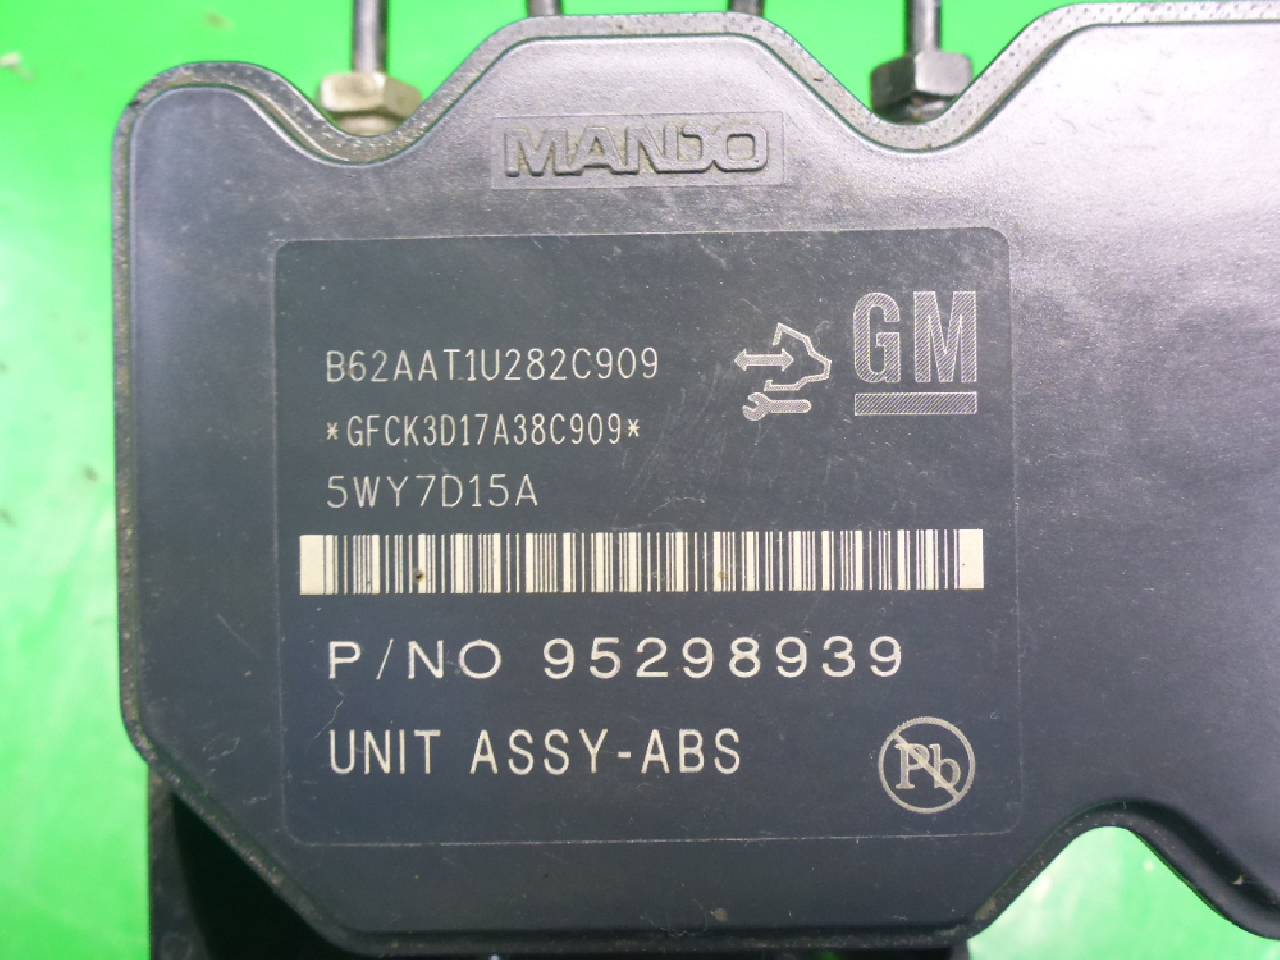 MANDO
GM
B62AAT1U282C909
*GFCK3D17A38C909*
5WY7D15A
P/NO 95298939
UNIT ASSY-ABS
Pb